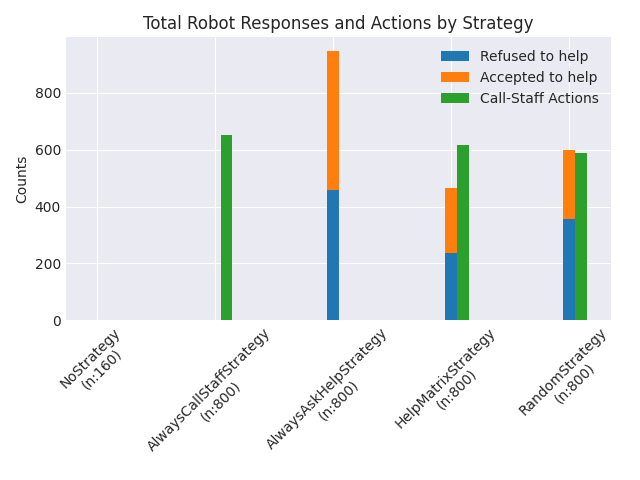 Total Robot Responses and Actions by Strategy
Refused to help
Accepted to help
Call-Staff Actions
Counts
800
600
400
200
0
NoStrategy
(n:160)
AlwaysCallStaffStrategy
(n:800)
AlwaysAskHelpStrategy
(n:800)
HelpMatrixStrategy
(n:800)
RandomStrategy
(n:800)